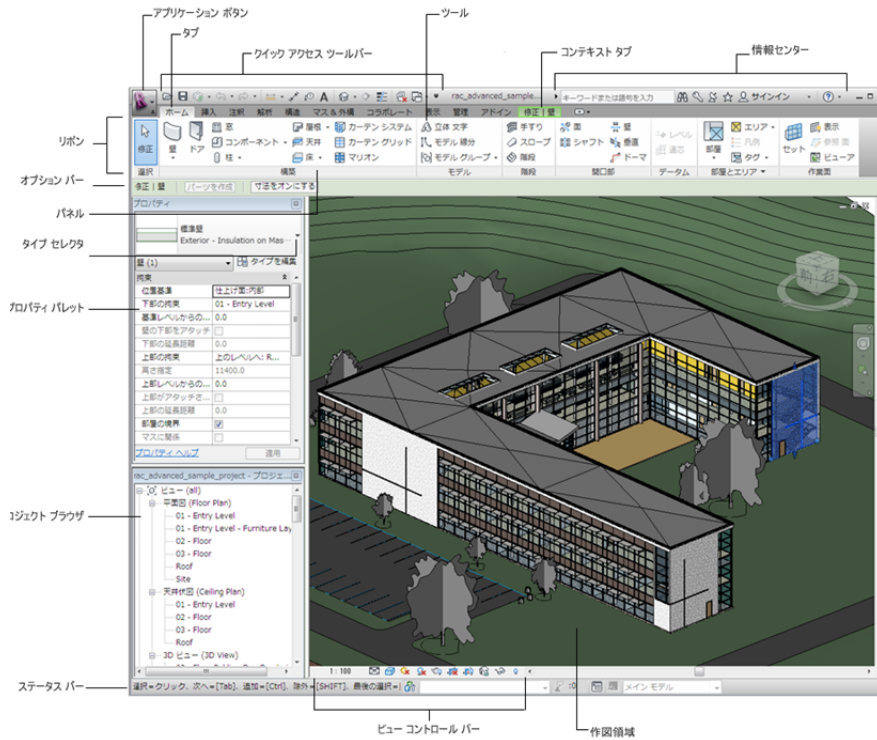 アプリケーション ボタン
タブ
ツール
クイック アクセス ツールバー
コンテキスト タブ
情報センター
rac_advanced_sample...
キーワードまたは語句を入力
サインイン
ホーム 挿入 注釈 解析 構造 マス & 外構 コラボレート 表示 管理 アドイン 修正 | 壁
リボン
修正
壁
ドア
窓
コンポーネント
柱
屋根
天井
床
カーテン システム
カーテン グリッド
マリオン
立体 文字
モデル 線分
モデル グループ
手すり
スロープ
階段
面
シャフト
壁
垂直
ドーマ
レベル
通芯
部屋
エリア
凡例
タグ
セット
表示
参照 面
ビューア
選択 構築 モデル 階段 開口部 データム 部屋とエリア 作業面
オプション バー
修正 | 壁 パーツを作成 寸法をオンにする
パネル
プロパティ
タイプ セレクタ
標準壁
Exterior - Insulation on Mas...
壁 (1) タイプを編集
拘束
プロパティ パレット
位置基準 仕上げ面:内部
下部の拘束 01 - Entry Level
基準レベルからの... 0.0
壁の下部をアタッチ
下部の延長距離 0.0
上部の拘束 上のレベルへ: R...
高さ指定 11400.0
上部レベルからの... 0.0
上部がアタッチさ...
上部の延長距離 0.0
部屋の境界
マスに関係
プロパティ ヘルプ 適用
前 右
rac_advanced_sample_project - プロジェ...
ロジェクト ブラウザ
ビュー (all)
平面図 (Floor Plan)
01 - Entry Level
01 - Entry Level - Furniture Lay
02 - Floor
03 - Floor
Roof
Site
天井伏図 (Ceiling Plan)
01 - Entry Level
02 - Floor
03 - Floor
Roof
3D ビュー (3D View)
1 : 100
ステータス バー
選択=クリック、次へ=[Tab]、追加=[Ctrl]、除外=[SHIFT]、最後の選択=
:0
メイン モデル
ビュー コントロール バー
作図領域